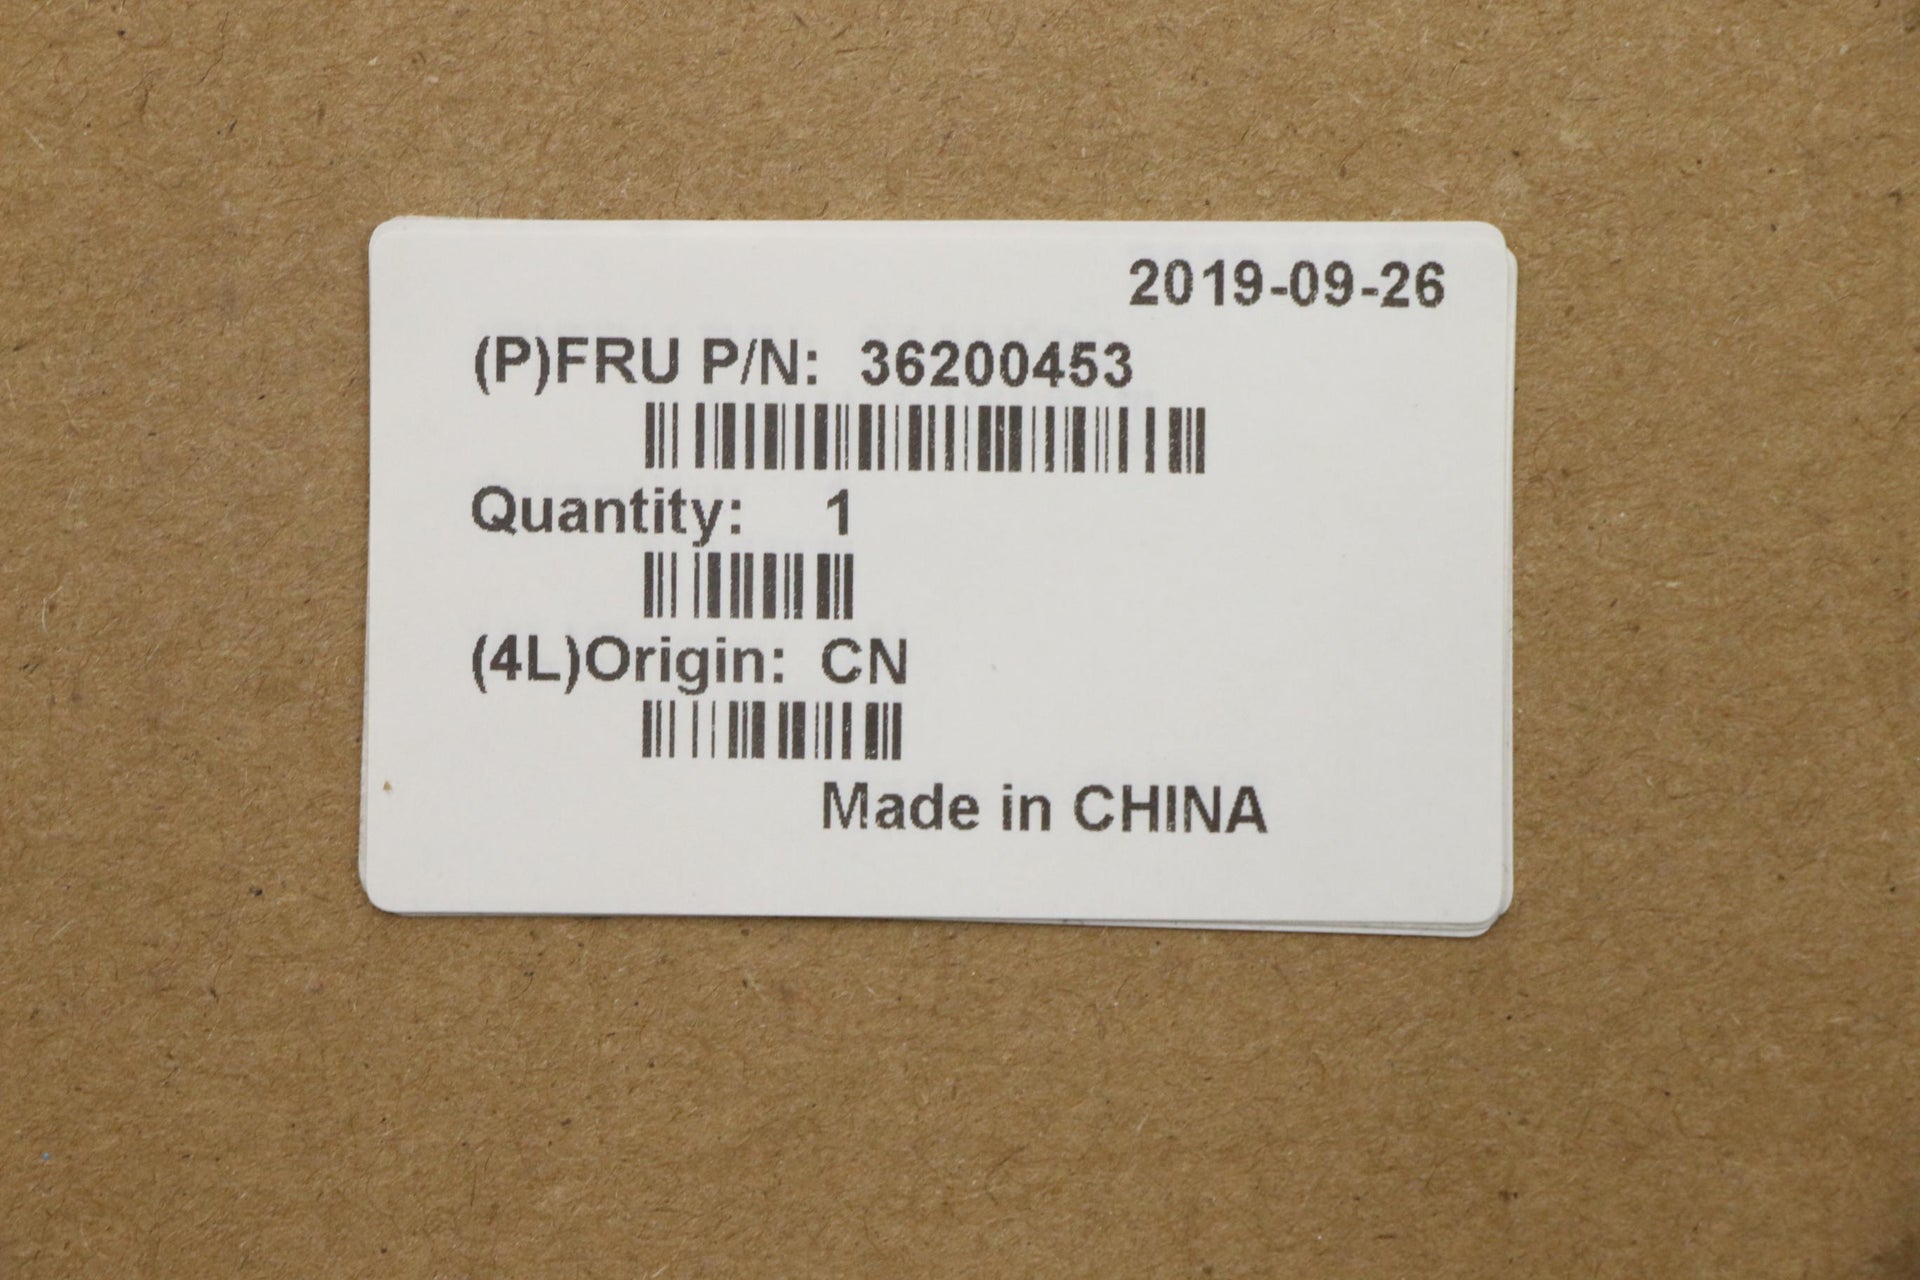 2019-09-26
(P)FRU P/N: 36200453
Quantity: 1
(4L)Origin: CN
Made in CHINA